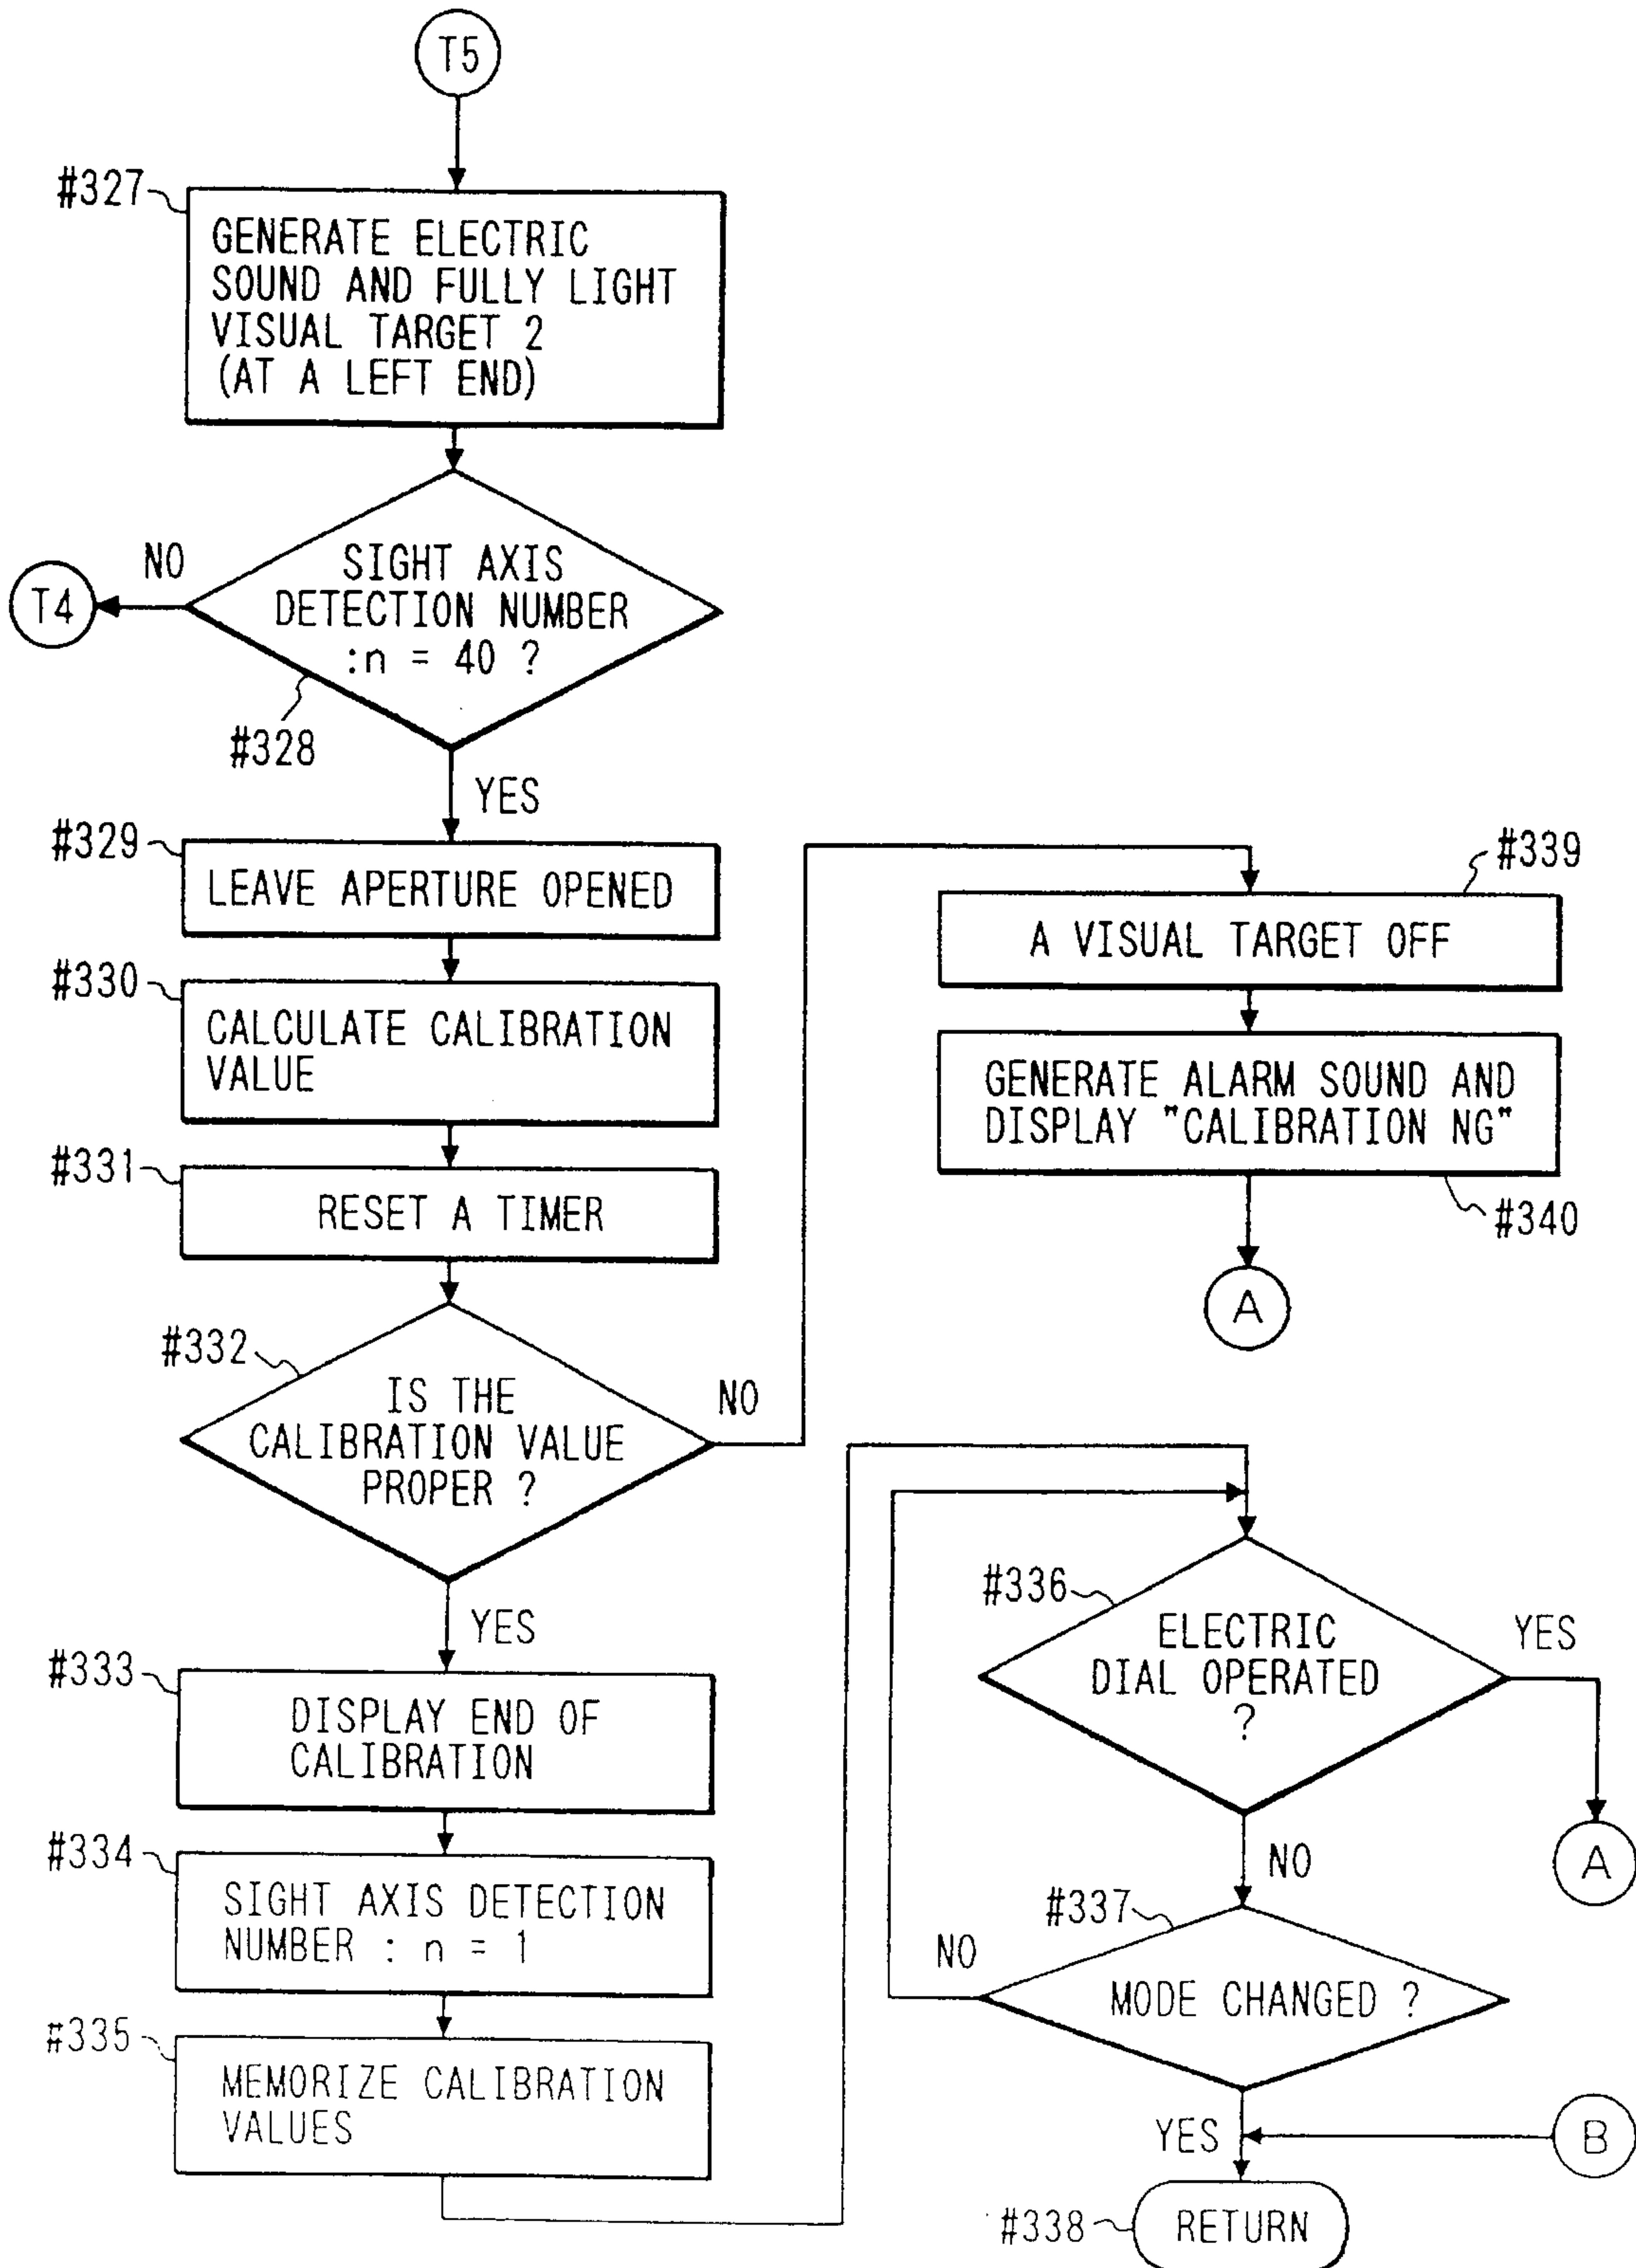 T5
#327
GENERATE ELECTRIC
SOUND AND FULLY LIGHT
VISUAL TARGET 2
(AT A LEFT END)
NO
T4
SIGHT AXIS
DETECTION NUMBER
:n = 40 ?
#328
YES
#329
LEAVE APERTURE OPENED
#330
CALCULATE CALIBRATION
VALUE
#331
RESET A TIMER
#332
IS THE
CALIBRATION VALUE
PROPER ?
NO
YES
#333
DISPLAY END OF
CALIBRATION
#334
SIGHT AXIS DETECTION
NUMBER : n = 1
#335
MEMORIZE CALIBRATION
VALUES
#339
A VISUAL TARGET OFF
GENERATE ALARM SOUND AND
DISPLAY "CALIBRATION NG"
#340
A
#336
ELECTRIC
DIAL OPERATED
?
YES
A
NO
#337
NO
MODE CHANGED ?
YES
B
#338
RETURN